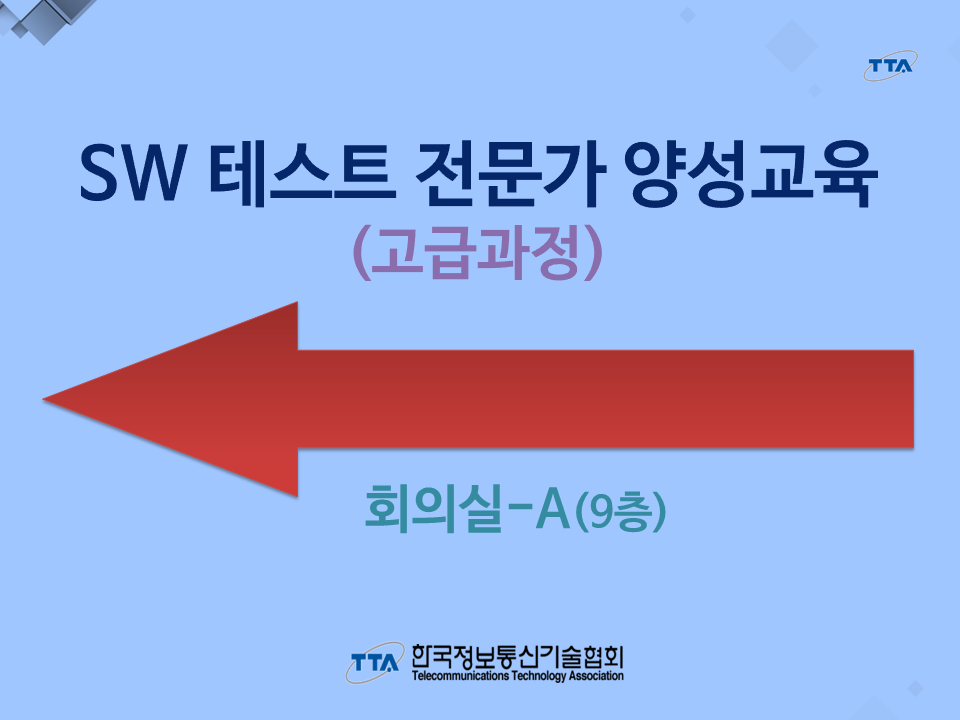 TTA
SW 테스트 전문가 양성교육
(고급과정)
회의실-A(9층)
TTA 한국정보통신기술협회
Telecommunications Technology Association